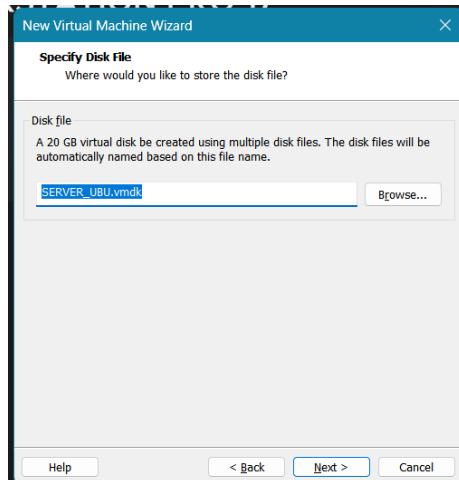 New Virtual Machine Wizard
Specify Disk File
Where would you like to store the disk file?
Disk file
A 20 GB virtual disk be created using multiple disk files. The disk files will be
automatically named based on this file name.
SERVER_UBU.vmdk
Browse...
Help
< Back
Next >
Cancel